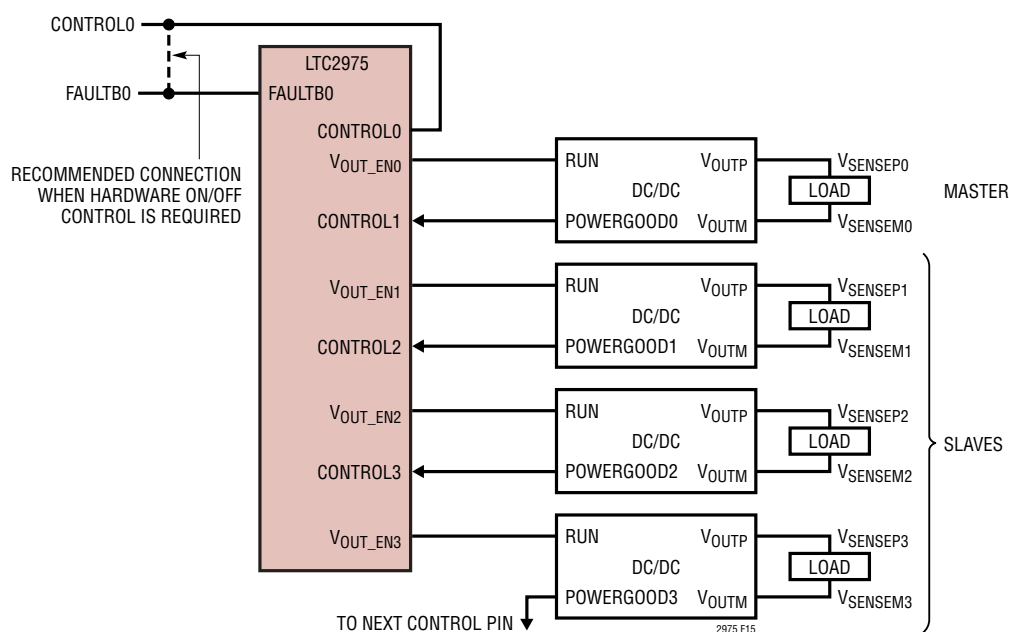 CONTROL0
LTC2975
FAULTB0
FAULTB0
CONTROL0
RECOMMENDED CONNECTION
WHEN HARDWARE ON/OFF
CONTROL IS REQUIRED
VOUT_EN0
RUN
VOUTP
VSENSEP0
DC/DC
LOAD
MASTER
CONTROL1
POWERGOOD0
VOUTM
VSENSEM0
VOUT_EN1
RUN
VOUTP
VSENSEP1
DC/DC
LOAD
CONTROL2
POWERGOOD1
VOUTM
VSENSEM1
VOUT_EN2
RUN
VOUTP
VSENSEP2
DC/DC
LOAD
SLAVES
CONTROL3
POWERGOOD2
VOUTM
VSENSEM2
VOUT_EN3
RUN
VOUTP
VSENSEP3
DC/DC
LOAD
POWERGOOD3
VOUTM
VSENSEM3
TO NEXT CONTROL PIN
2975 F15